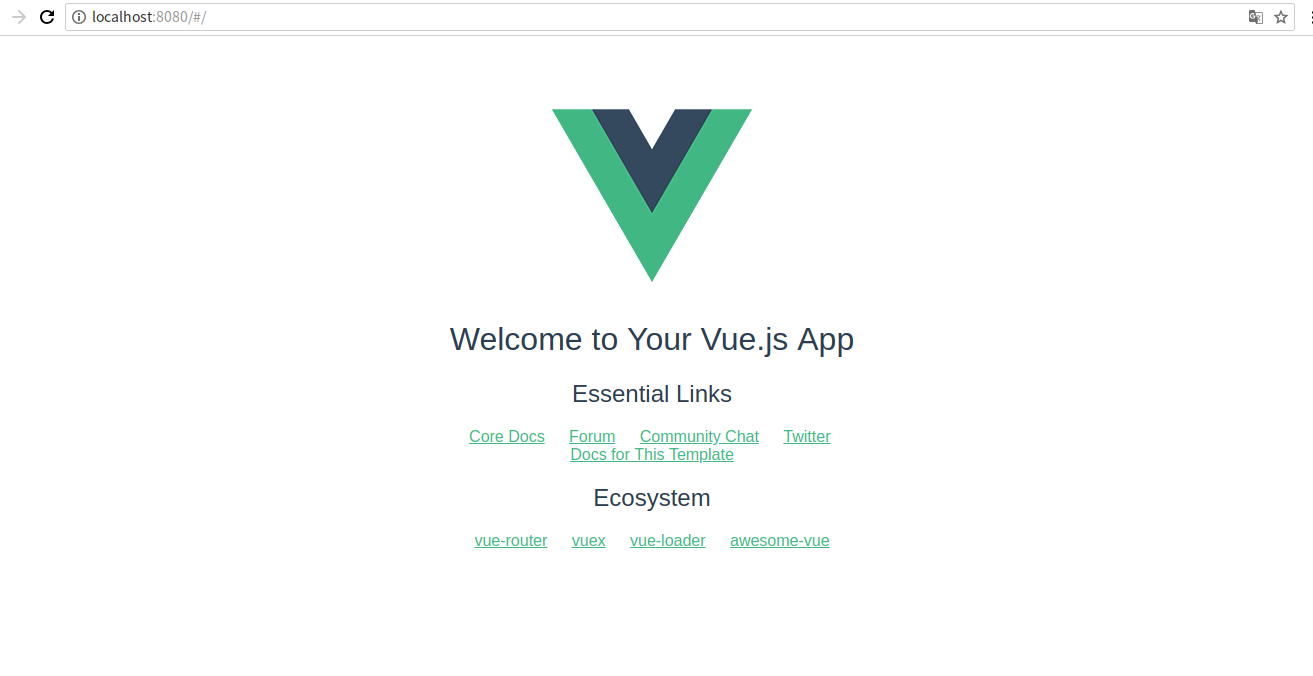 localhost:8080/#/
Welcome to Your Vue.js App
Essential Links
Core Docs Forum Community Chat Twitter
Docs for This Template
Ecosystem
vue-router vuex vue-loader awesome-vue